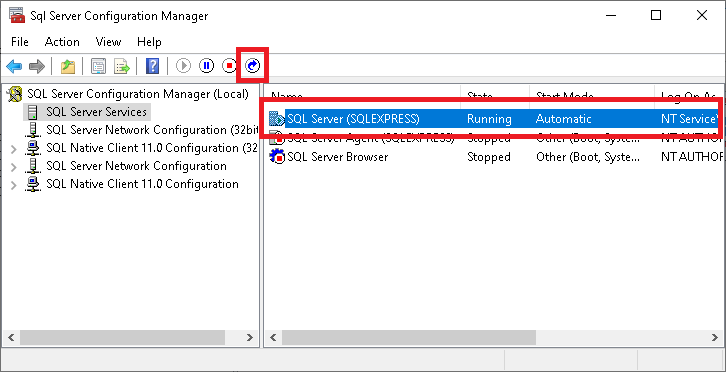 Sql Server Configuration Manager
File Action View Help
SQL Server Configuration Manager (Local)
SQL Server Services
SQL Server Network Configuration (32bit
SQL Native Client 11.0 Configuration (32
SQL Server Network Configuration
SQL Native Client 11.0 Configuration
Name State Start Mode Log On As
SQL Server (SQLEXPRESS) Running Automatic NT Service\
SQL Server Agent (SQLEXPRESS) Stopped Other (Boot, Syste... NT AUTHOR
SQL Server Browser Stopped Other (Boot, Syste... NT AUTHOR